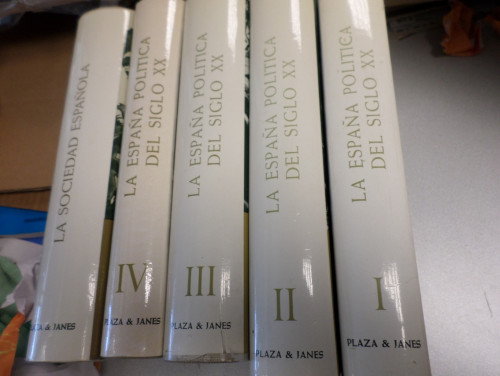 LA SOCIEDAD ESPAÑOLA
PLAZA & JANES
LA ESPAÑA POLITICA
DEL SIGLO XX
IV
PLAZA & JANES
LA ESPAÑA POLITICA
DEL SIGLO XX
III
PLAZA & JANES
LA ESPAÑA POLITICA
DEL SIGLO XX
II
PLAZA & JANES
LA ESPAÑA POLITICA
DEL SIGLO XX
I
PLAZA & JANES